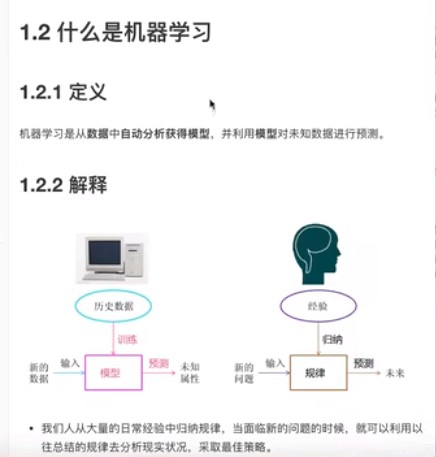 1.2 什么是机器学习
1.2.1 定义
机器学习是从数据中自动分析获得模型，并利用模型对未知数据进行预测。
1.2.2 解释
历史数据
训练
新的
数据
输入
模型
预测
未知
属性
经验
归纳
新的
问题
输入
规律
预测
未来
• 我们人从大量的日常经验中归纳规律，当面临新的问题的时候，就可以利用以
往总结的规律去分析现实状况，采取最佳策略。